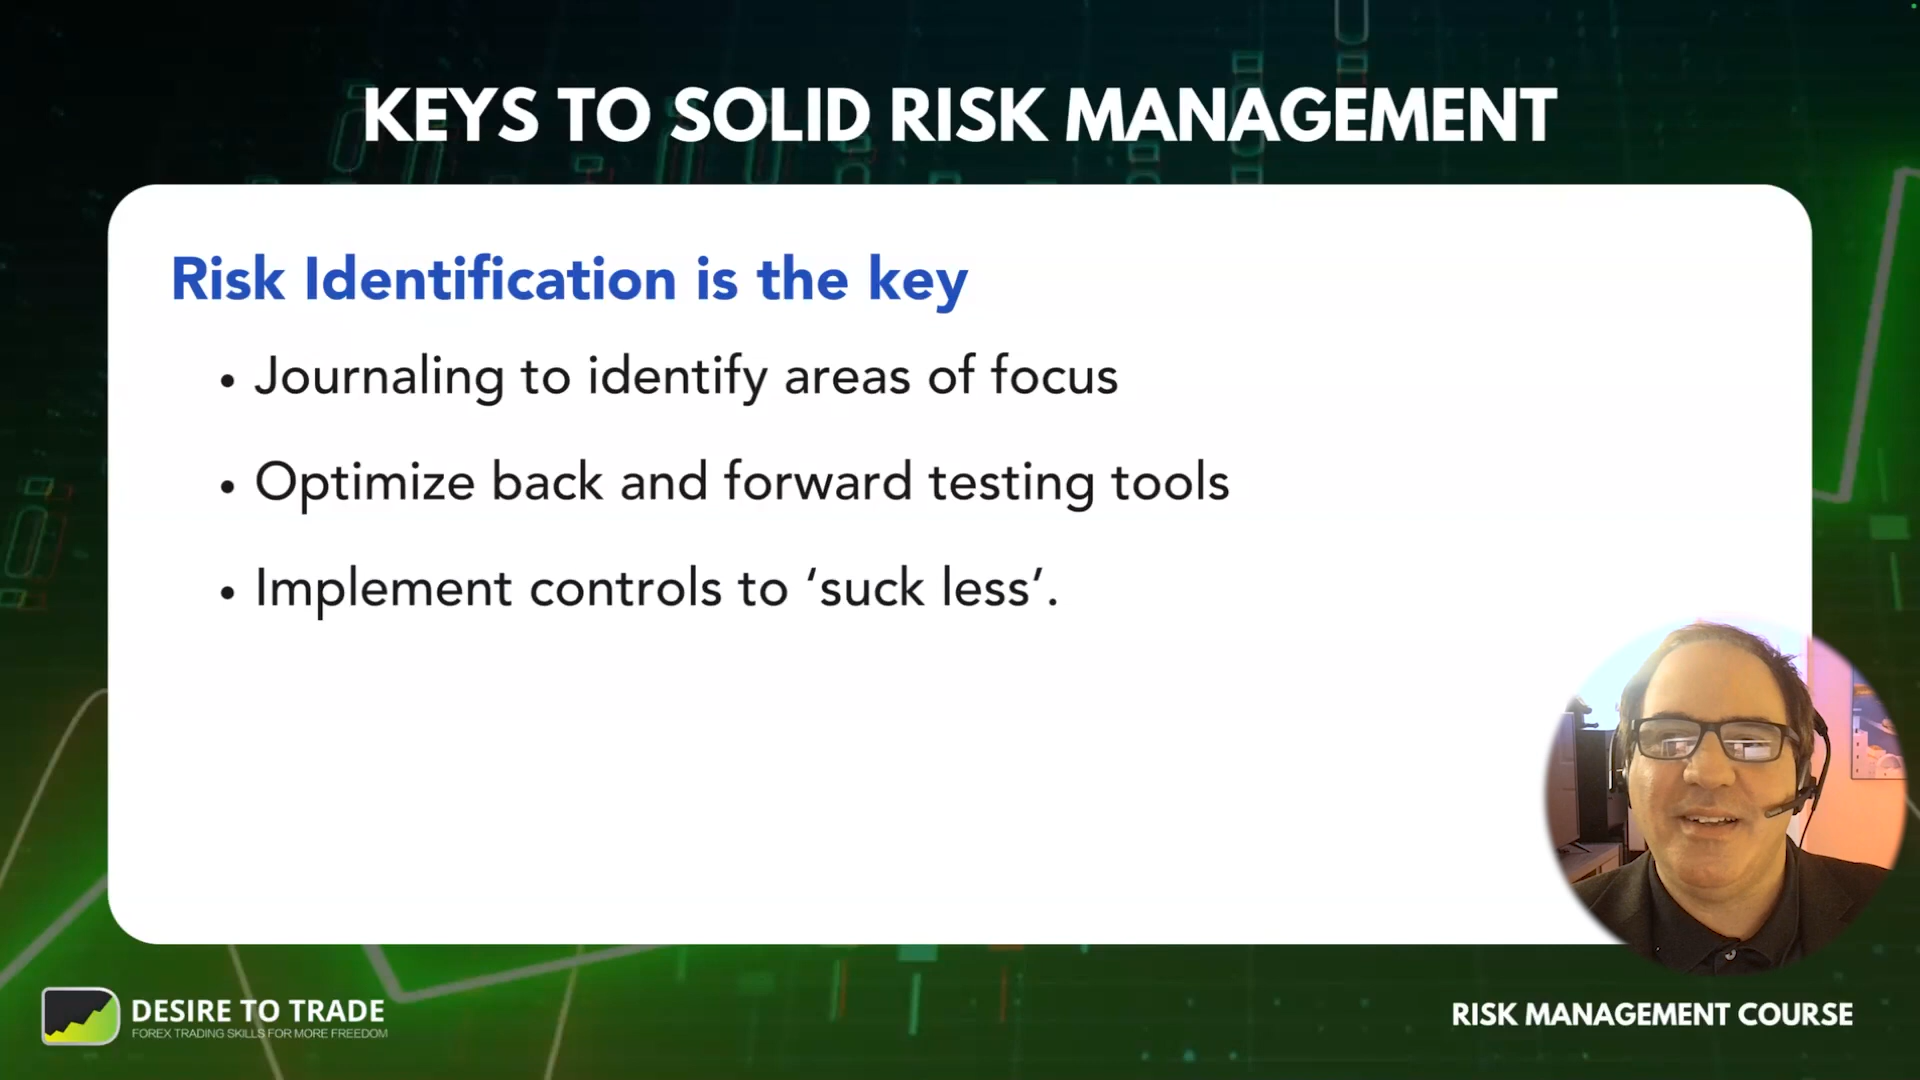 KEYS TO SOLID RISK MANAGEMENT
Risk Identification is the key
• Journaling to identify areas of focus
• Optimize back and forward testing tools
• Implement controls to ‘suck less’.
DESIRE TO TRADE
FOREX TRADING SKILLS FOR MORE FREEDOM
RISK MANAGEMENT COURSE